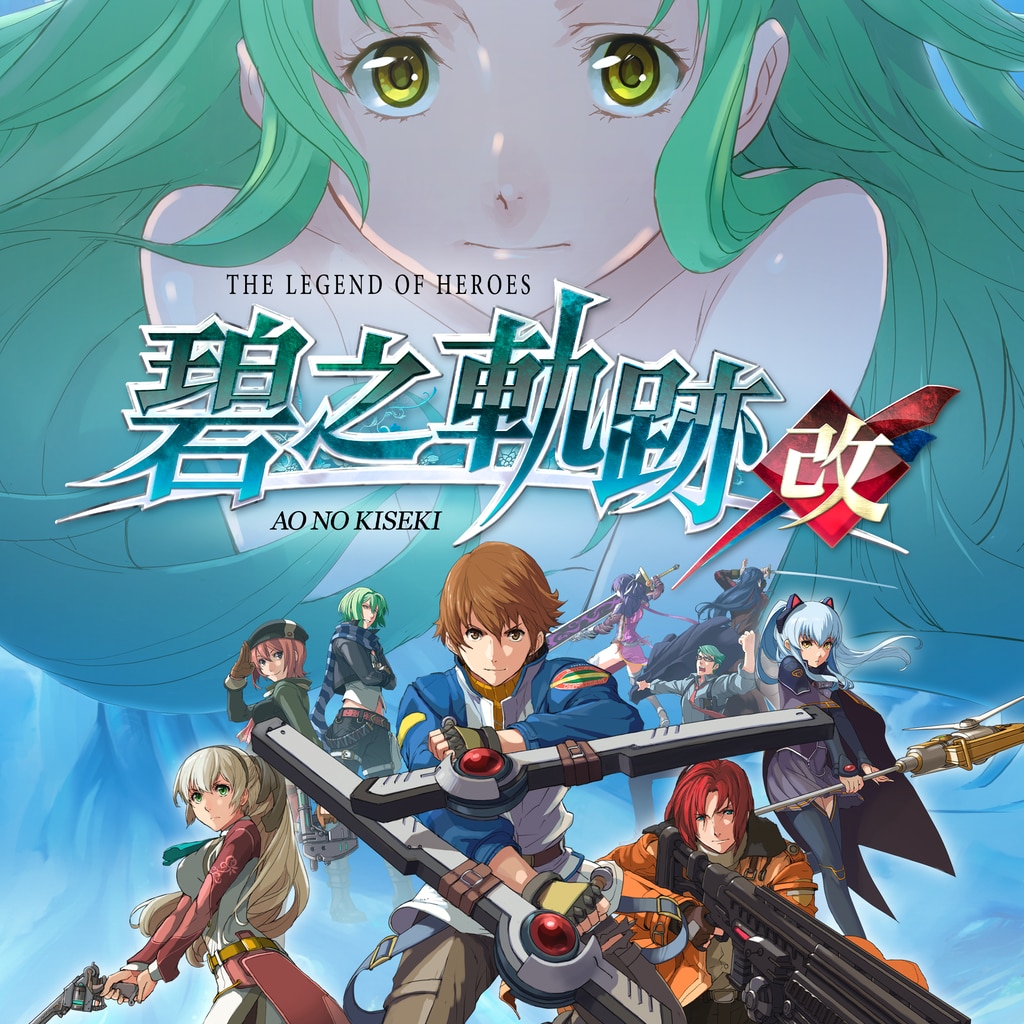 THE LEGEND OF HEROES
碧之軌跡 改
AO NO KISEKI